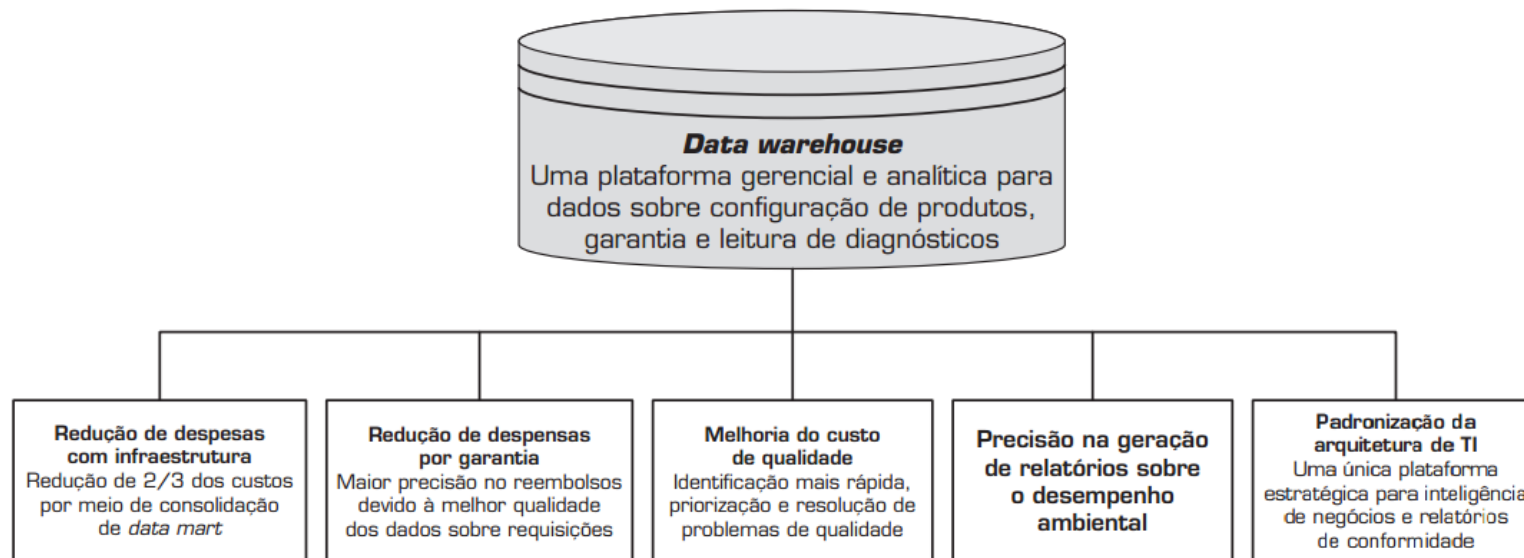 Data warehouse
Uma plataforma gerencial e analítica para
dados sobre configuração de produtos,
garantia e leitura de diagnósticos
Redução de despesas
com infraestrutura
Redução de 2/3 dos custos
por meio de consolidação
de data mart
Redução de despensas
por garantia
Maior precisão no reembolsos
devido à melhor qualidade
dos dados sobre requisições
Melhoria do custo
de qualidade
Identificação mais rápida,
priorização e resolução de
problemas de qualidade
Precisão na geração
de relatórios sobre
o desempenho
ambiental
Padronização da
arquitetura de TI
Uma única plataforma
estratégica para inteligência
de negócios e relatórios
de conformidade